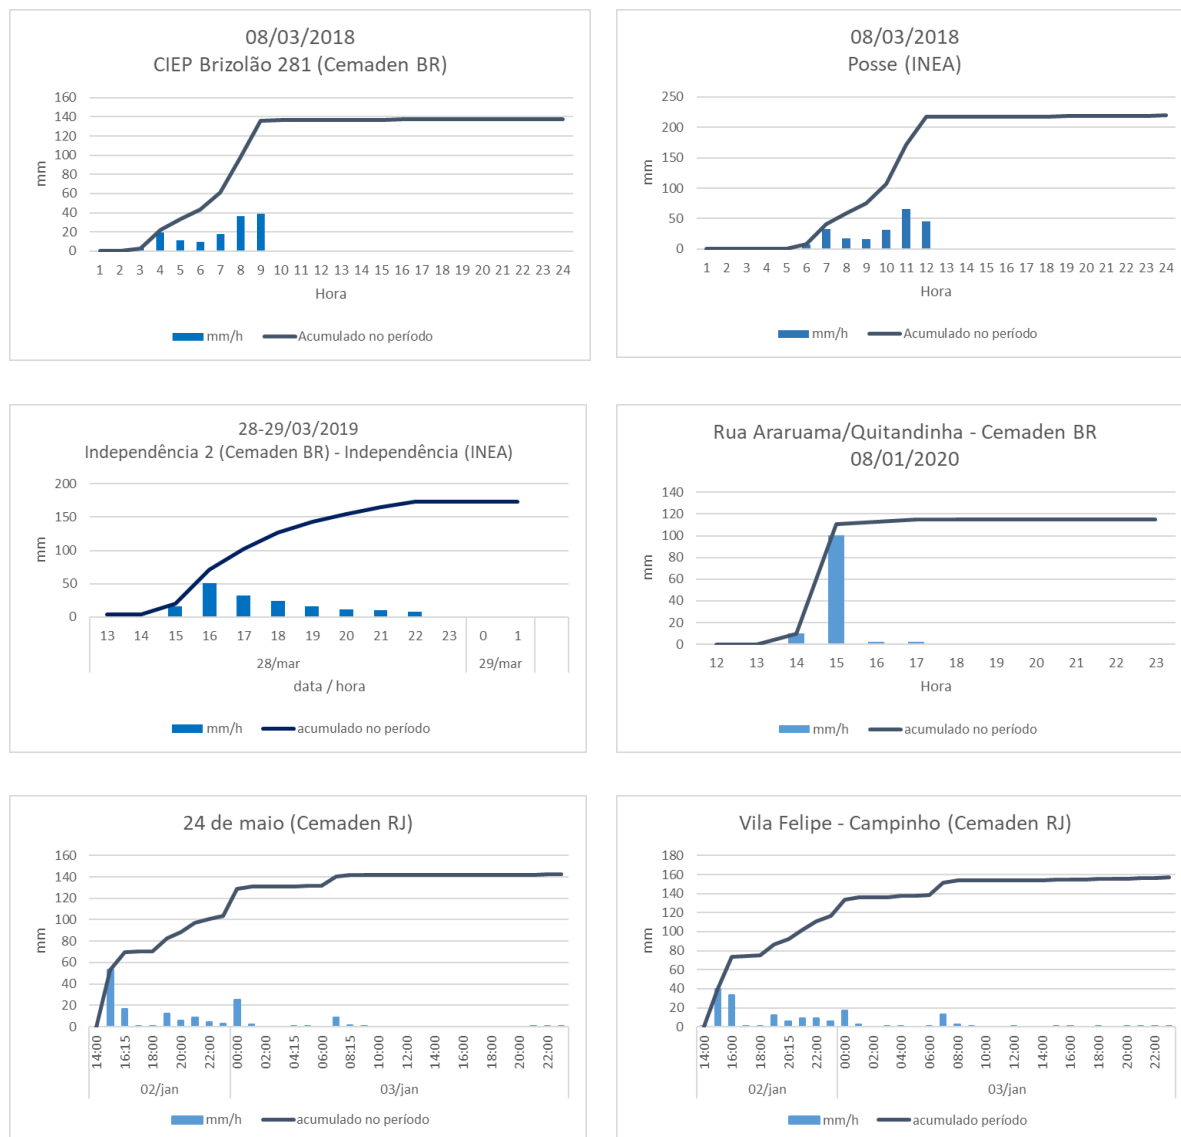 08/03/2018
CIEP Brizolão 281 (Cemaden BR)
160
140
120
100
80
60
40
20
0
mm
1 2 3 4 5 6 7 8 9 10 11 12 13 14 15 16 17 18 19 20 21 22 23 24
Hora
mm/h Acumulado no período
08/03/2018
Posse (INEA)
250
200
150
100
50
0
mm
1 2 3 4 5 6 7 8 9 10 11 12 13 14 15 16 17 18 19 20 21 22 23 24
Hora
mm/h Acumulado no período
28-29/03/2019
Independência 2 (Cemaden BR) - Independência (INEA)
200
150
100
50
0
mm
13 14 15 16 17 18 19 20 21 22 23 0 1
28/mar 29/mar
data / hora
mm/h acumulado no período
Rua Araruama/Quitandinha - Cemaden BR
08/01/2020
140
120
100
80
60
40
20
0
mm
12 13 14 15 16 17 18 19 20 21 22 23
Hora
mm/h acumulado no período
24 de maio (Cemaden RJ)
160
140
120
100
80
60
40
20
0
mm
14:00 16:15 18:00 20:00 22:00 00:00 02:00 04:15 06:00 08:15 10:00 12:00 14:00 16:00 18:00 20:00 22:00
02/jan 03/jan
mm/h acumulado no período
Vila Felipe - Campinho (Cemaden RJ)
180
160
140
120
100
80
60
40
20
0
mm
14:00 16:00 18:00 20:15 22:00 00:00 02:00 04:00 06:00 08:00 10:00 12:00 14:00 16:00 18:00 20:00 22:00
02/jan 03/jan
mm/h acumulado no período